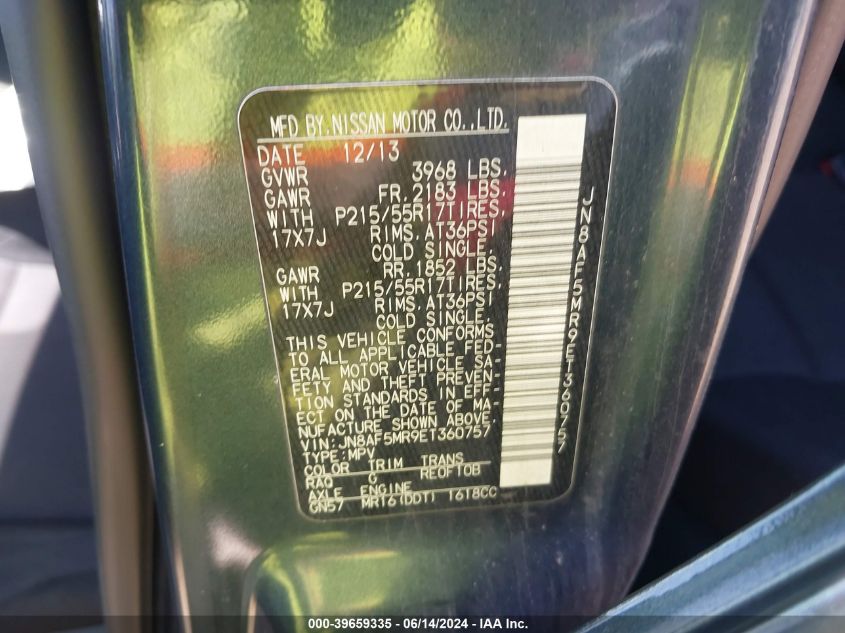 MFD BY.NISSAN MOTOR CO.,LTD.
DATE 12/13
GVWR 3968 LBS.
GAWR FR.2183 LBS.
WITH P215/55R17TIRES,
17X7J RIMS.AT36PSI
COLD SINGLE.
GAWR RR.1852 LBS.
WITH P215/55R17TIRES,
17X7J RIMS.AT36PSI
COLD SINGLE.
THIS VEHICLE CONFORMS
TO ALL APPLICABLE FED-
ERAL MOTOR VEHICLE SA-
FETY AND THEFT PREVEN-
TION STANDARDS IN EFF-
ECT ON THE DATE OF MA-
NUFACTURE SHOWN ABOVE.
VIN:JN8AF5MR9ET360757
TYPE:MPV
COLOR TRIM TRANS
RAQ G RE0F10B
AXLE ENGINE
GN57 MR16(DDT) 1618CC
JN8AF5MR9ET360757
000-39659335 - 06/14/2024 - IAA Inc.